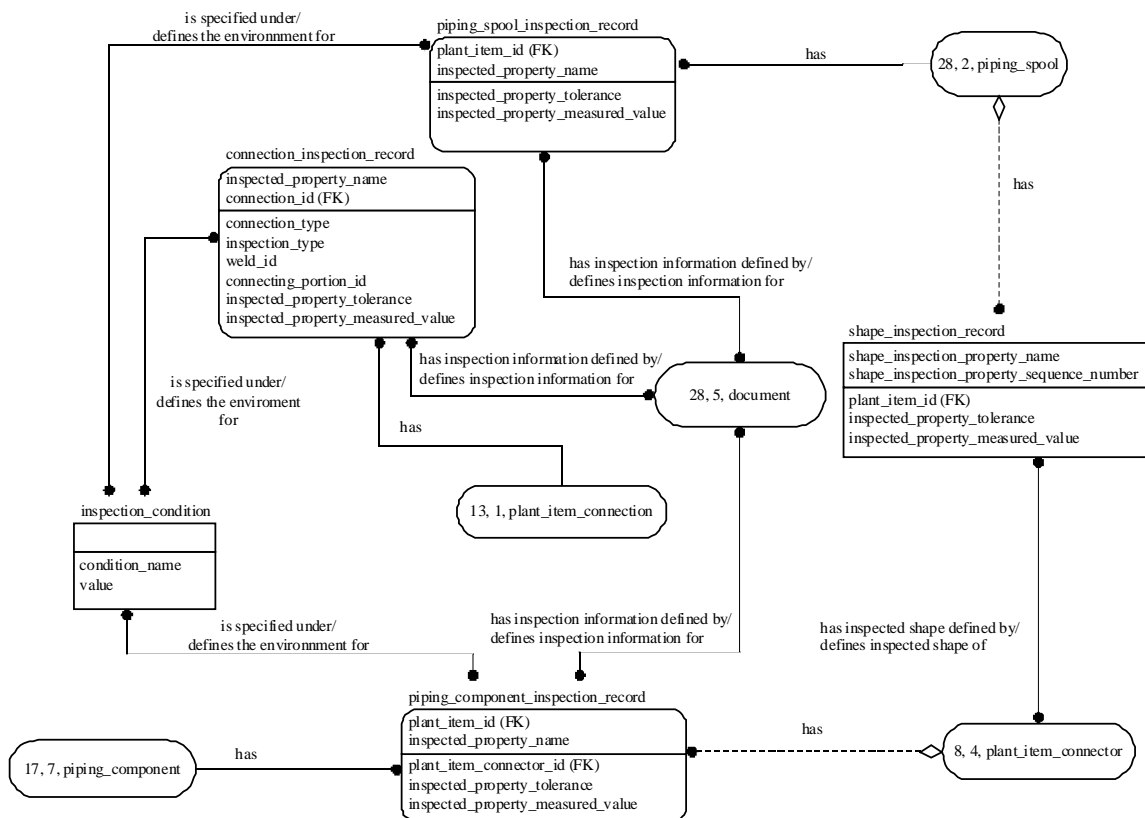 is specified under/
defines the environnment for
piping_spool_inspection_record
plant_item_id (FK)
inspected_property_name
inspected_property_tolerance
inspected_property_measured_value
has
28, 2, piping_spool
connection_inspection_record
inspected_property_name
connection_id (FK)
connection_type
inspection_type
weld_id
connecting_portion_id
inspected_property_tolerance
inspected_property_measured_value
has
has inspection information defined by/
defines inspection information for
shape_inspection_record
shape_inspection_property_name
shape_inspection_property_sequence_number
plant_item_id (FK)
inspected_property_tolerance
inspected_property_measured_value
has inspection information defined by/
defines inspection information for
is specified under/
defines the enviroment
for
28, 5, document
has
13, 1, plant_item_connection
inspection_condition
condition_name
value
is specified under/
defines the environnment for
has inspection information defined by/
defines inspection information for
has inspected shape defined by/
defines inspected shape of
piping_component_inspection_record
plant_item_id (FK)
inspected_property_name
plant_item_connector_id (FK)
inspected_property_tolerance
inspected_property_measured_value
has
8, 4, plant_item_connector
17, 7, piping_component
has